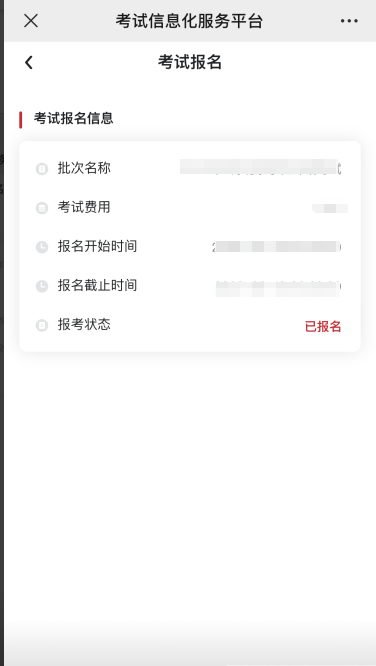 考试信息化服务平台
考试报名
考试报名信息
批次名称
考试费用
报名开始时间
报名截止时间
报考状态 已报名